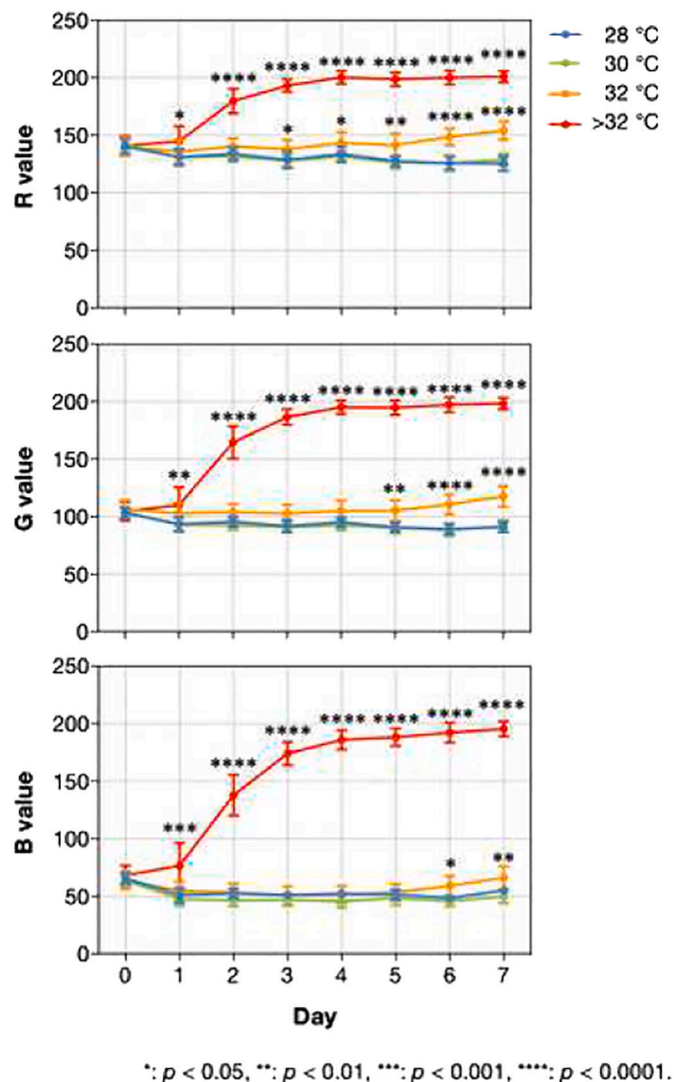 28 °C
30 °C
32 °C
>32 °C
R value
250
200
150
100
50
0
* **** **** **** **** **** ****
* * ** **** ****
G value
250
200
150
100
50
0
** **** **** **** **** **** ****
** **** ****
B value
250
200
150
100
50
0
*** **** **** **** **** **** ****
* **
0 1 2 3 4 5 6 7
Day
*: p < 0.05, **: p < 0.01, ***: p < 0.001, ****: p < 0.0001.